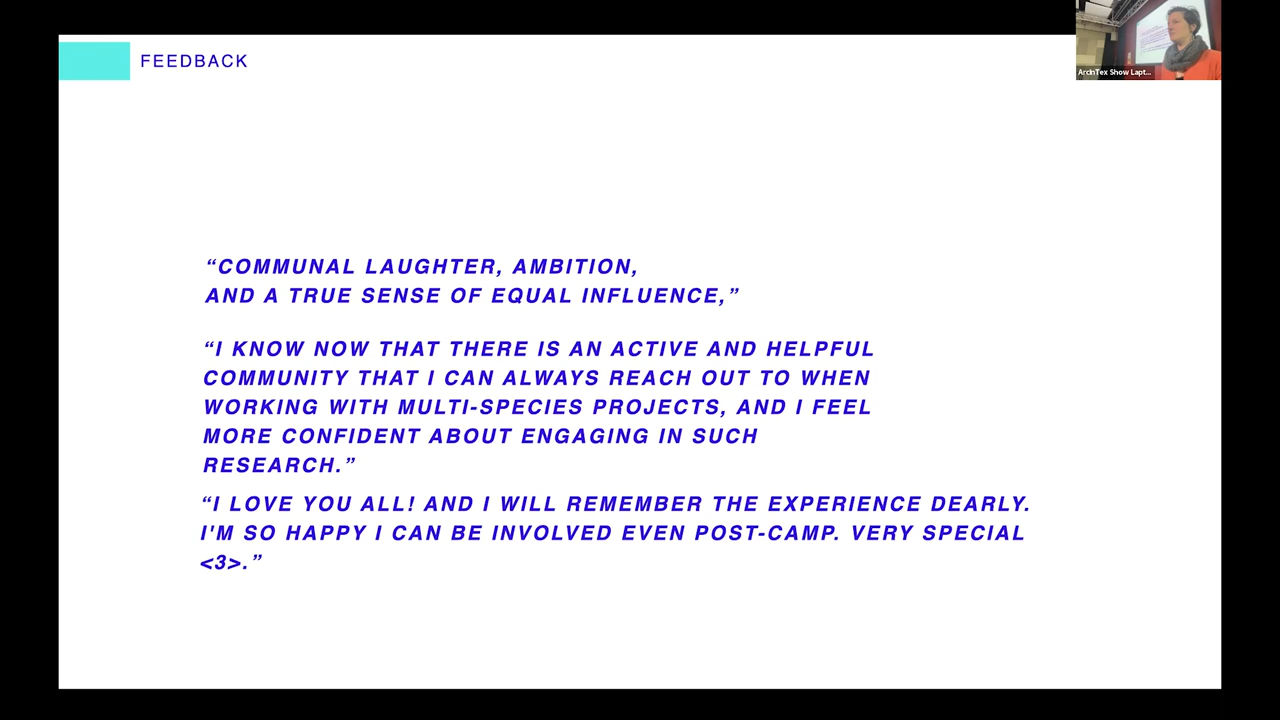 FEEDBACK
ArcInTex Show Lapt...
“COMMUNAL LAUGHTER, AMBITION,
AND A TRUE SENSE OF EQUAL INFLUENCE,”
“I KNOW NOW THAT THERE IS AN ACTIVE AND HELPFUL
COMMUNITY THAT I CAN ALWAYS REACH OUT TO WHEN
WORKING WITH MULTI-SPECIES PROJECTS, AND I FEEL
MORE CONFIDENT ABOUT ENGAGING IN SUCH
RESEARCH.”
“I LOVE YOU ALL! AND I WILL REMEMBER THE EXPERIENCE DEARLY.
I'M SO HAPPY I CAN BE INVOLVED EVEN POST-CAMP. VERY SPECIAL
<3>.”